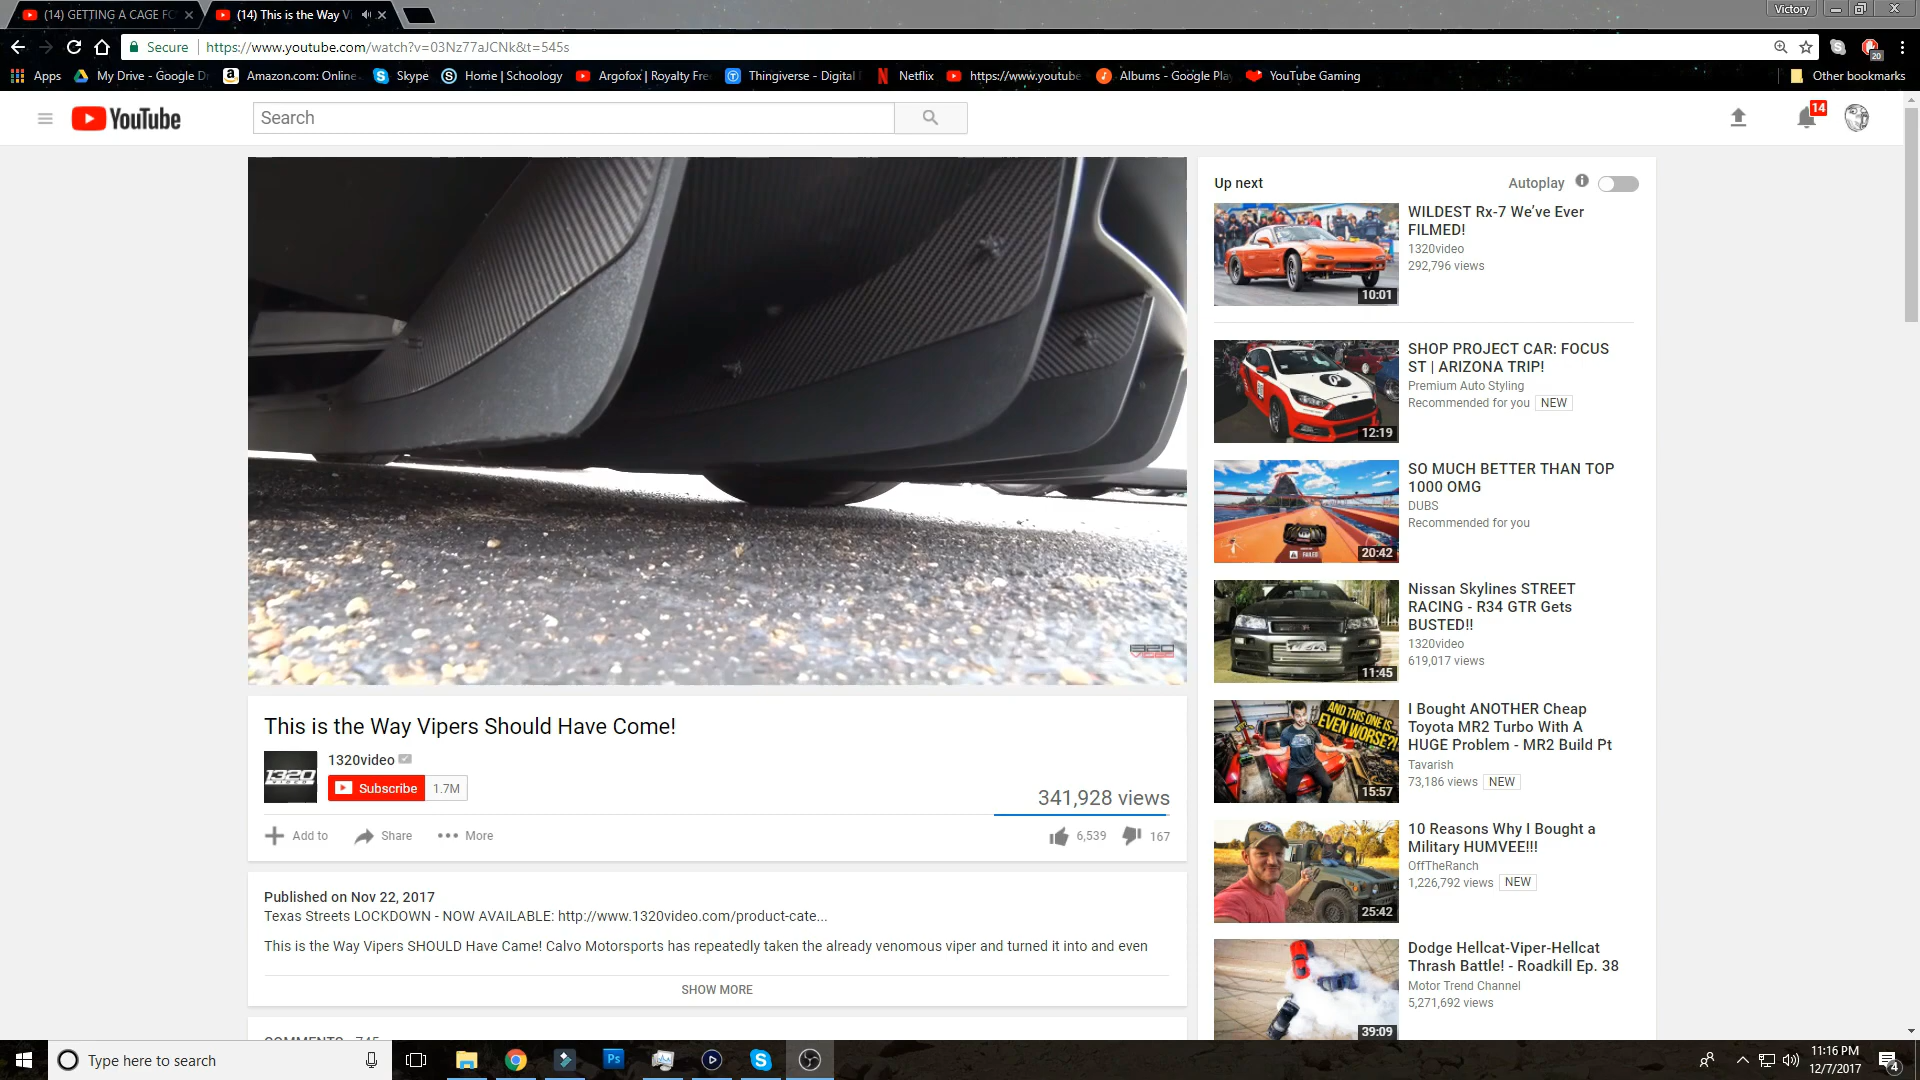 (14) GETTING A CAGE FO
(14) This is the Way V
Victory
Secure https://www.youtube.com/watch?v=03Nz77aJCNk&t=545s
20
Apps My Drive - Google Dr Amazon.com: Online Skype Home | Schoology Argofox | Royalty Fre Thingiverse - Digital Netflix https://www.youtube Albums - Google Play YouTube Gaming Other bookmarks
YouTube
Search
14
Up next
Autoplay
WILDEST Rx-7 We’ve Ever
FILMED!
1320video
292,796 views
10:01
SHOP PROJECT CAR: FOCUS
ST | ARIZONA TRIP!
Premium Auto Styling
Recommended for you NEW
12:19
SO MUCH BETTER THAN TOP
1000 OMG
DUBS
Recommended for you
FAILED
20:42
Nissan Skylines STREET
RACING - R34 GTR Gets
BUSTED!!
1320video
619,017 views
11:45
I Bought ANOTHER Cheap
Toyota MR2 Turbo With A
HUGE Problem - MR2 Build Pt
Tavarish
73,186 views NEW
AND THIS ONE IS
EVEN WORSE?!
15:57
10 Reasons Why I Bought a
Military HUMVEE!!!
OffTheRanch
1,226,792 views NEW
25:42
Dodge Hellcat-Viper-Hellcat
Thrash Battle! - Roadkill Ep. 38
Motor Trend Channel
5,271,692 views
39:09
This is the Way Vipers Should Have Come!
1320
1320video
Subscribe 1.7M
341,928 views
Add to Share More
6,539 167
Published on Nov 22, 2017
Texas Streets LOCKDOWN - NOW AVAILABLE: http://www.1320video.com/product-cate...
This is the Way Vipers SHOULD Have Came! Calvo Motorsports has repeatedly taken the already venomous viper and turned it into and even
SHOW MORE
COMMENTS · 745
Type here to search
Ps
11:16 PM
12/7/2017
4